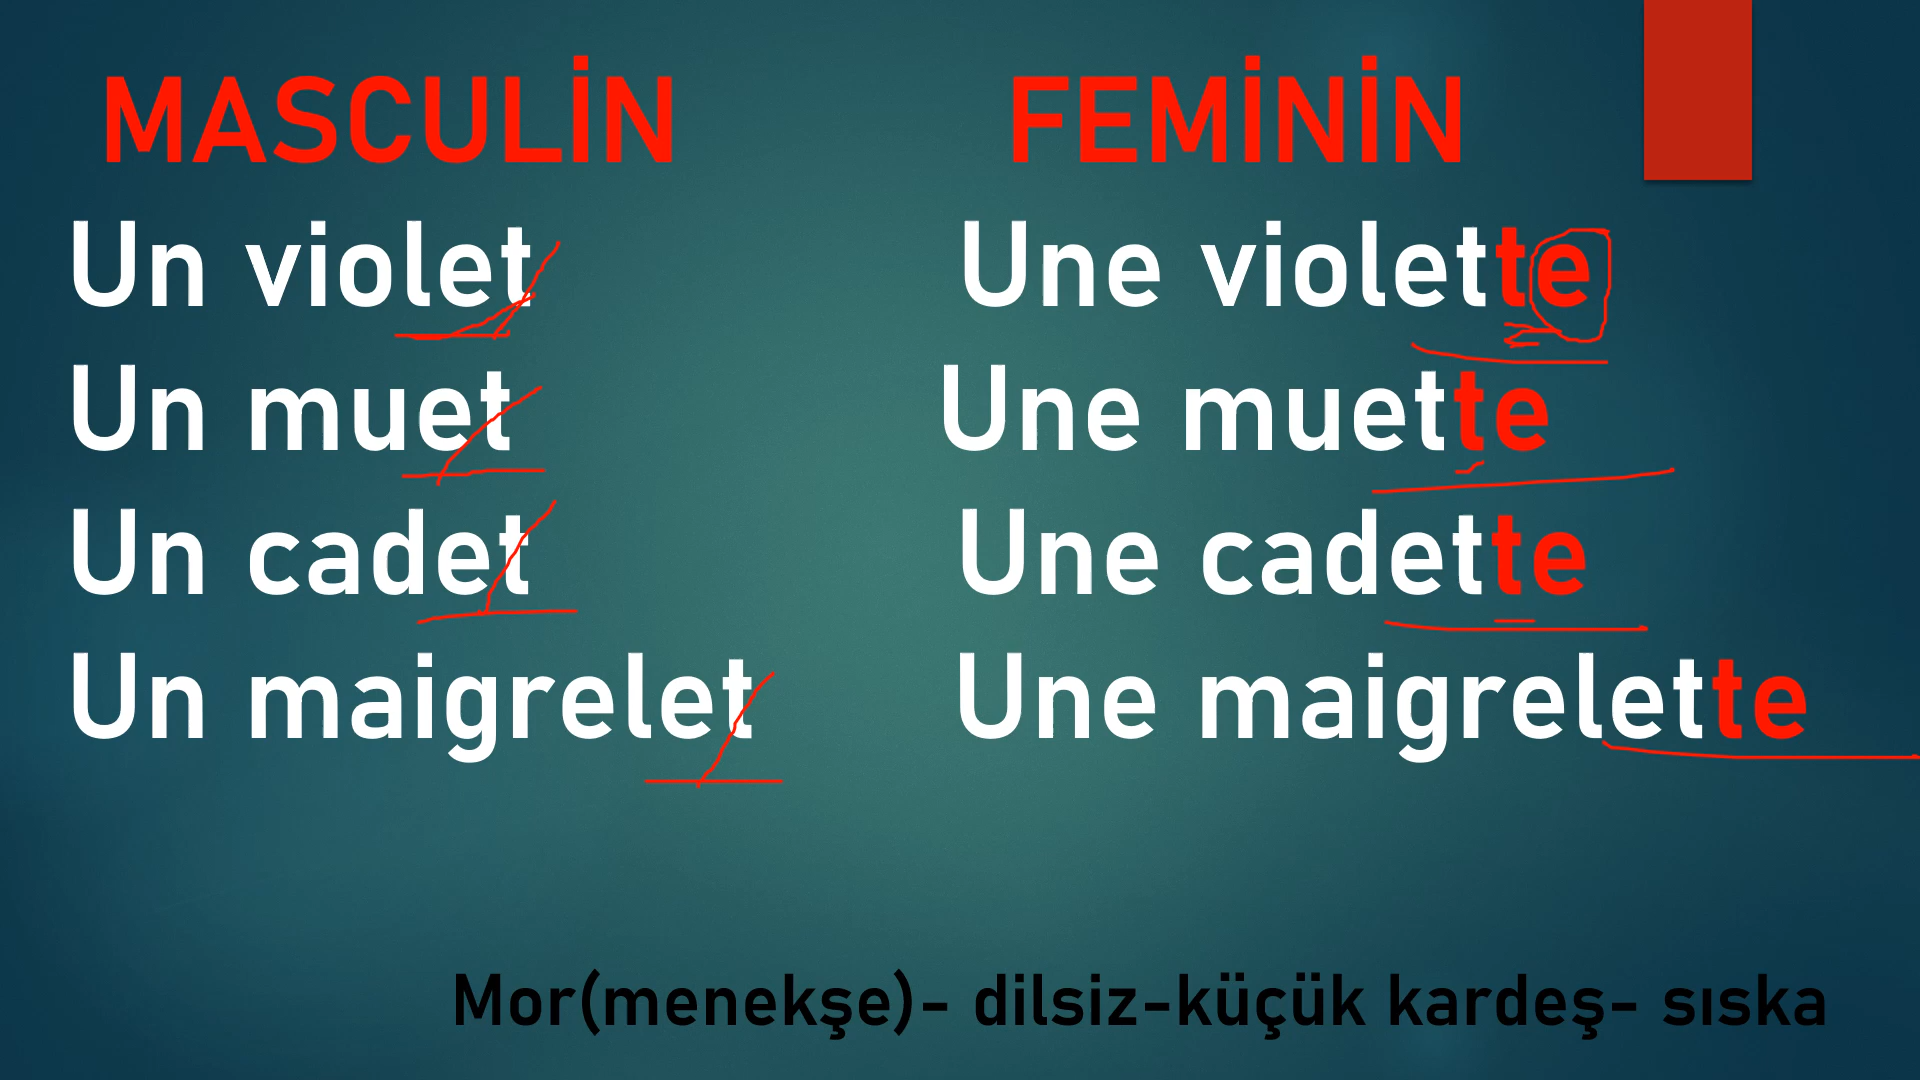 MASCULİN FEMİNİN
Un violet Une violette
Un muet Une muette
Un cadet Une cadette
Un maigrelet Une maigrelette
Mor(menekşe)- dilsiz-küçük kardeş- sıska